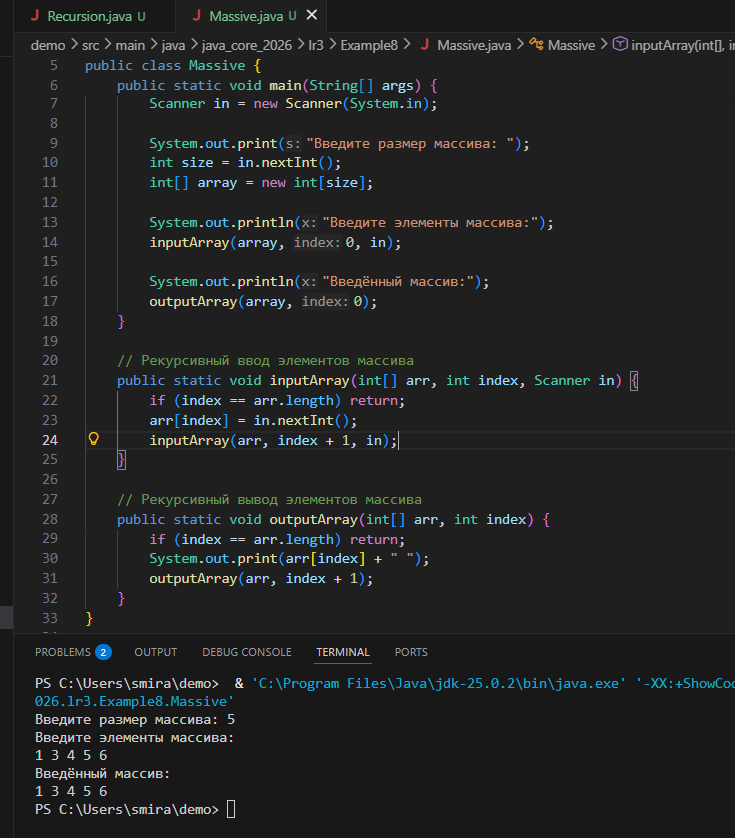 J Recursion.java U J Massive.java U ✕
demo > src > main > java > java_core_2026 > lr3 > Example8 > J Massive.java > Massive > inputArray(int[], in
5 public class Massive {
6     public static void main(String[] args) {
7         Scanner in = new Scanner(System.in);
8
9         System.out.print(s: "Введите размер массива: ");
10         int size = in.nextInt();
11         int[] array = new int[size];
12
13         System.out.println(x: "Введите элементы массива:");
14         inputArray(array, index: 0, in);
15
16         System.out.println(x: "Введённый массив:");
17         outputArray(array, index: 0);
18     }
19
20     // Рекурсивный ввод элементов массива
21     public static void inputArray(int[] arr, int index, Scanner in) {
22         if (index == arr.length) return;
23         arr[index] = in.nextInt();
24         inputArray(arr, index + 1, in);
25     }
26
27     // Рекурсивный вывод элементов массива
28     public static void outputArray(int[] arr, int index) {
29         if (index == arr.length) return;
30         System.out.print(arr[index] + " ");
31         outputArray(arr, index + 1);
32     }
33 }
PROBLEMS 2 OUTPUT DEBUG CONSOLE TERMINAL PORTS
PS C:\Users\smira\demo>  & 'C:\Program Files\Java\jdk-25.0.2\bin\java.exe' '-XX:+ShowCod
026.lr3.Example8.Massive'
Введите размер массива: 5
Введите элементы массива:
1 3 4 5 6
Введённый массив:
1 3 4 5 6
PS C:\Users\smira\demo>